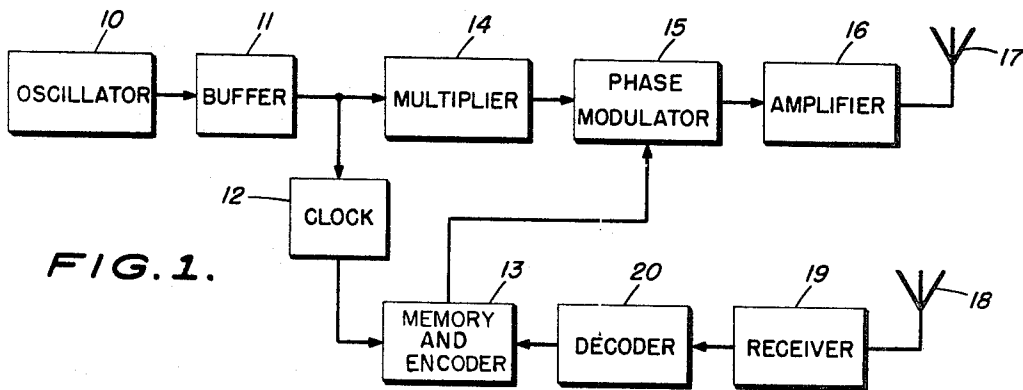 10
11
14
15
16
17
OSCILLATOR
BUFFER
MULTIPLIER
PHASE
MODULATOR
AMPLIFIER
12
CLOCK
FIG.1.
13
20
19
18
MEMORY
AND
ENCODER
DECODER
RECEIVER